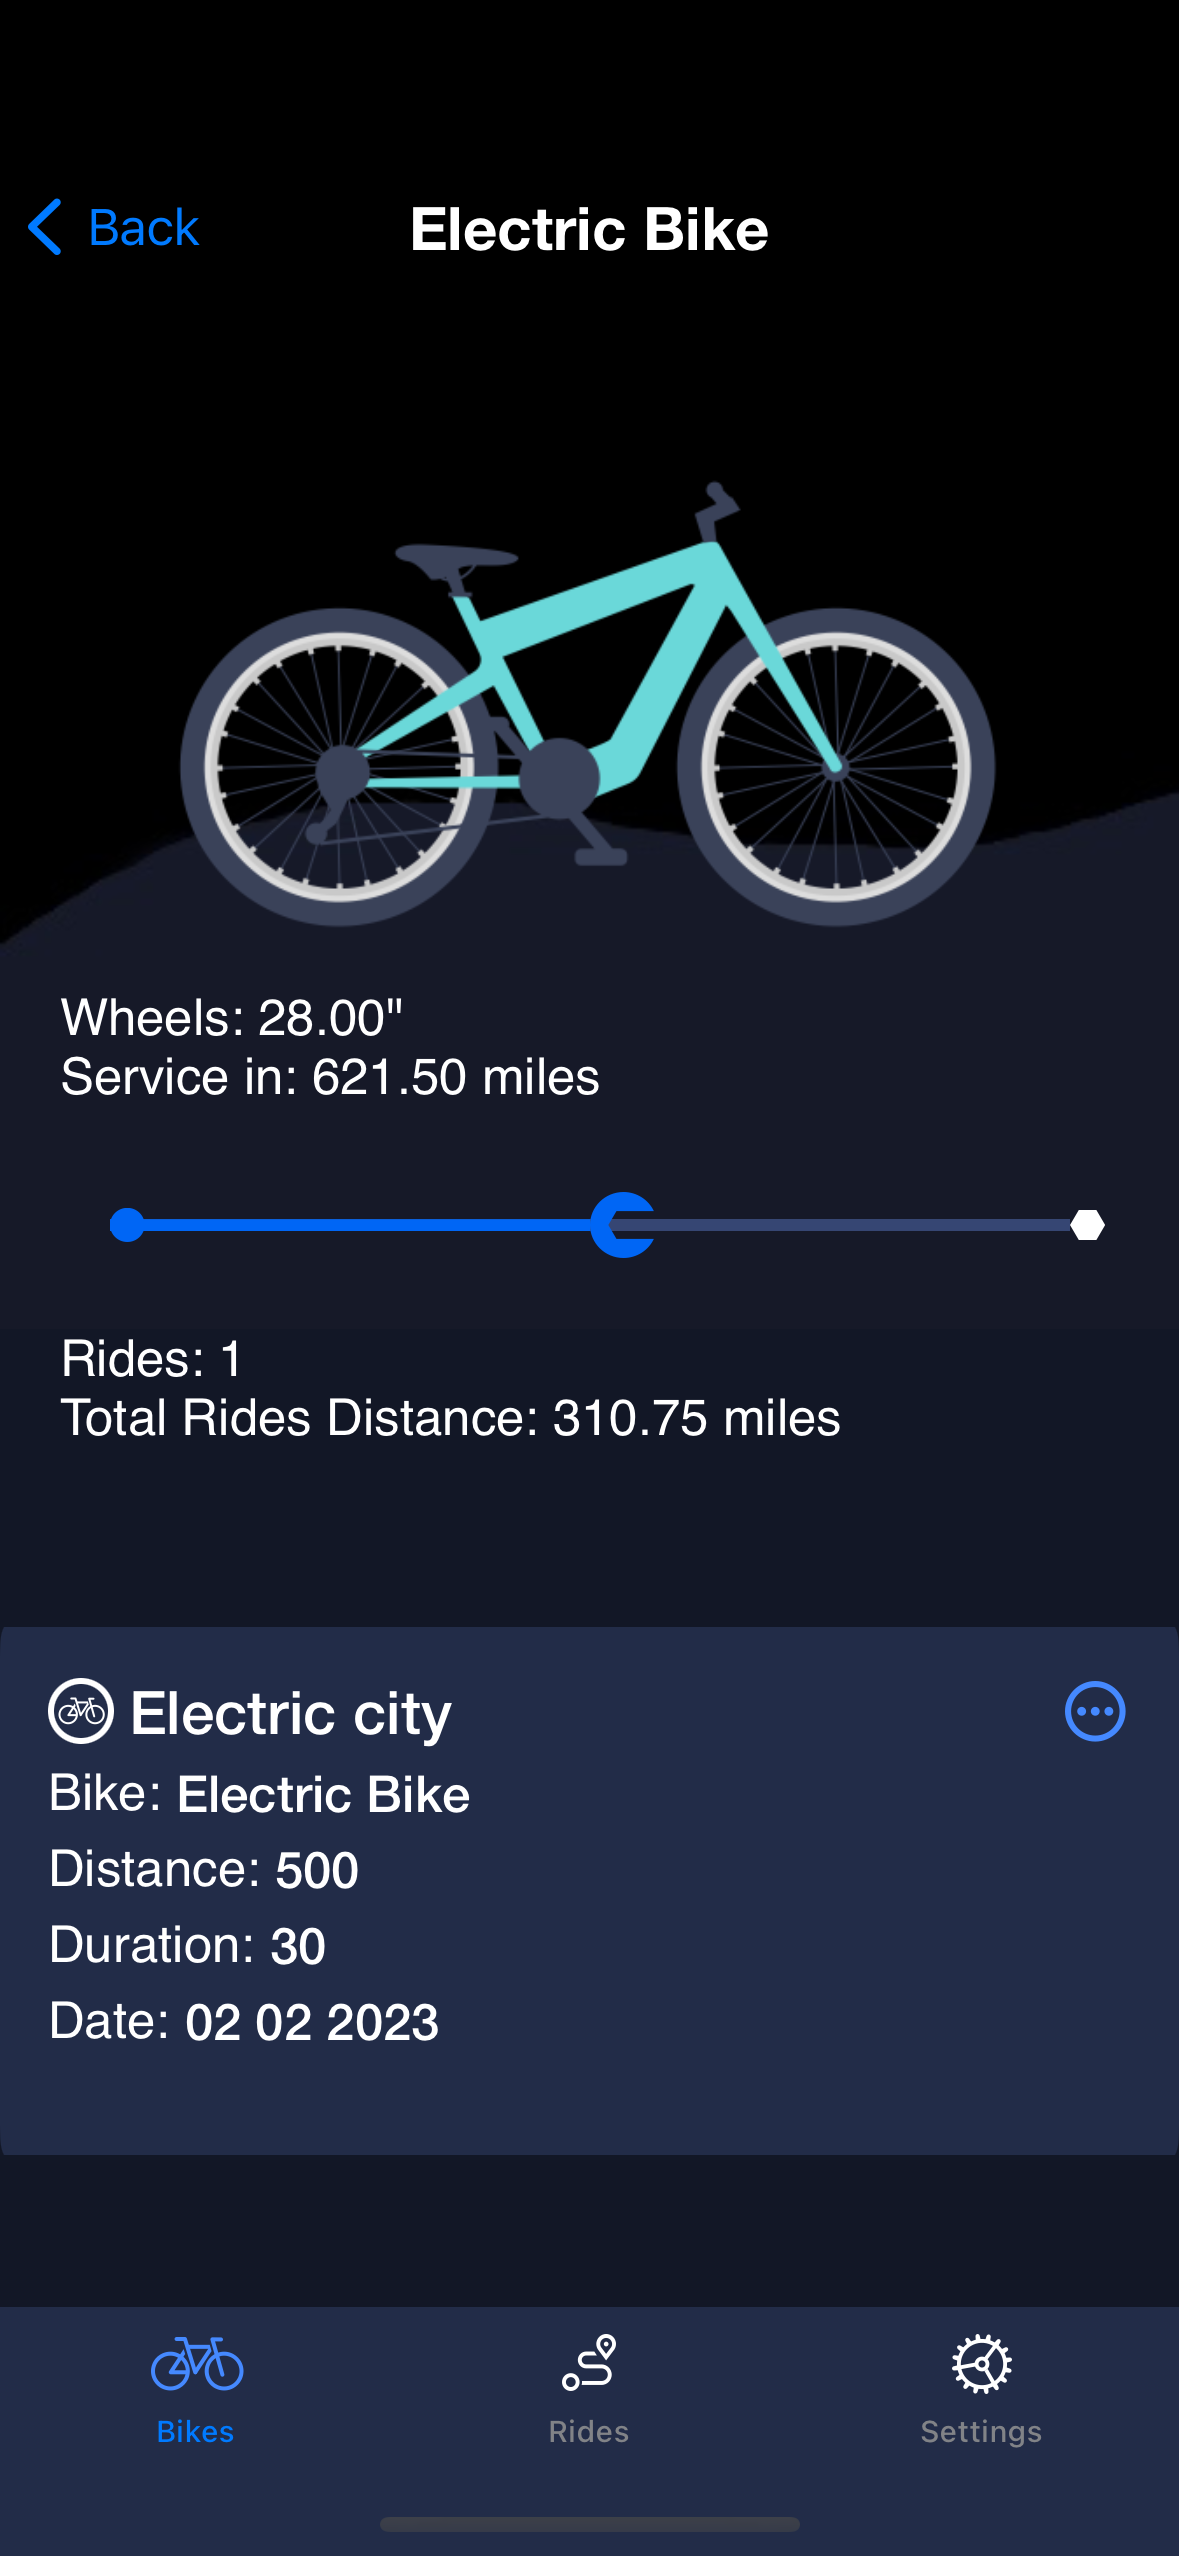 Back
Electric Bike
Wheels: 28.00"
Service in: 621.50 miles
Rides: 1
Total Rides Distance: 310.75 miles
Electric city
Bike: Electric Bike
Distance: 500
Duration: 30
Date: 02 02 2023
Bikes
Rides
Settings